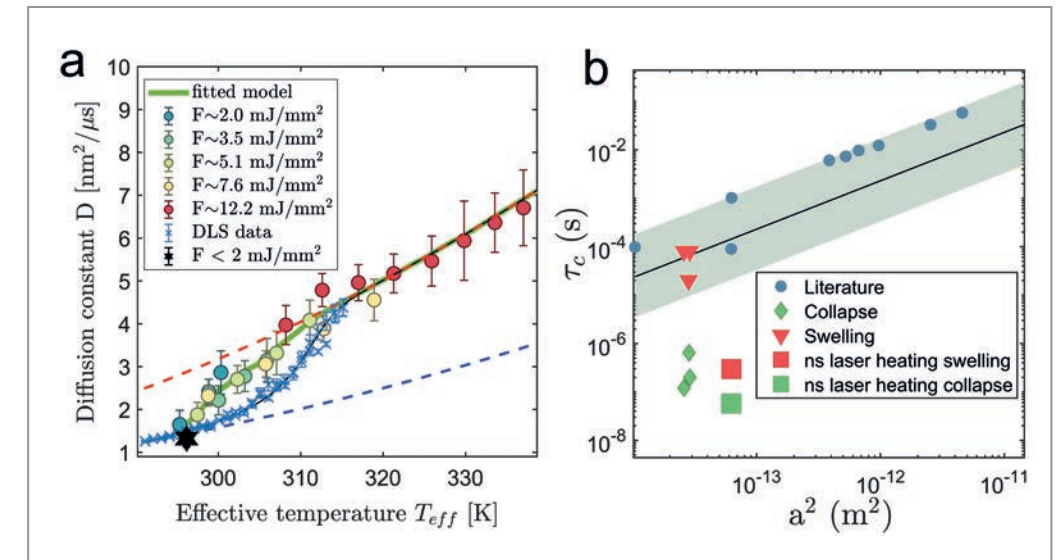 a
10
9
8
7
6
5
4
3
2
1
Diffusion constant D [nm²/μs]
fitted model
F∼2.0 mJ/mm²
F∼3.5 mJ/mm²
F∼5.1 mJ/mm²
F∼7.6 mJ/mm²
F∼12.2 mJ/mm²
DLS data
F < 2 mJ/mm²
300 310 320 330
Effective temperature T_eff [K]
b
10⁻²
10⁻⁴
10⁻⁶
10⁻⁸
τ_c (s)
Literature
Collapse
Swelling
ns laser heating swelling
ns laser heating collapse
10⁻¹³ 10⁻¹² 10⁻¹¹
a² (m²)